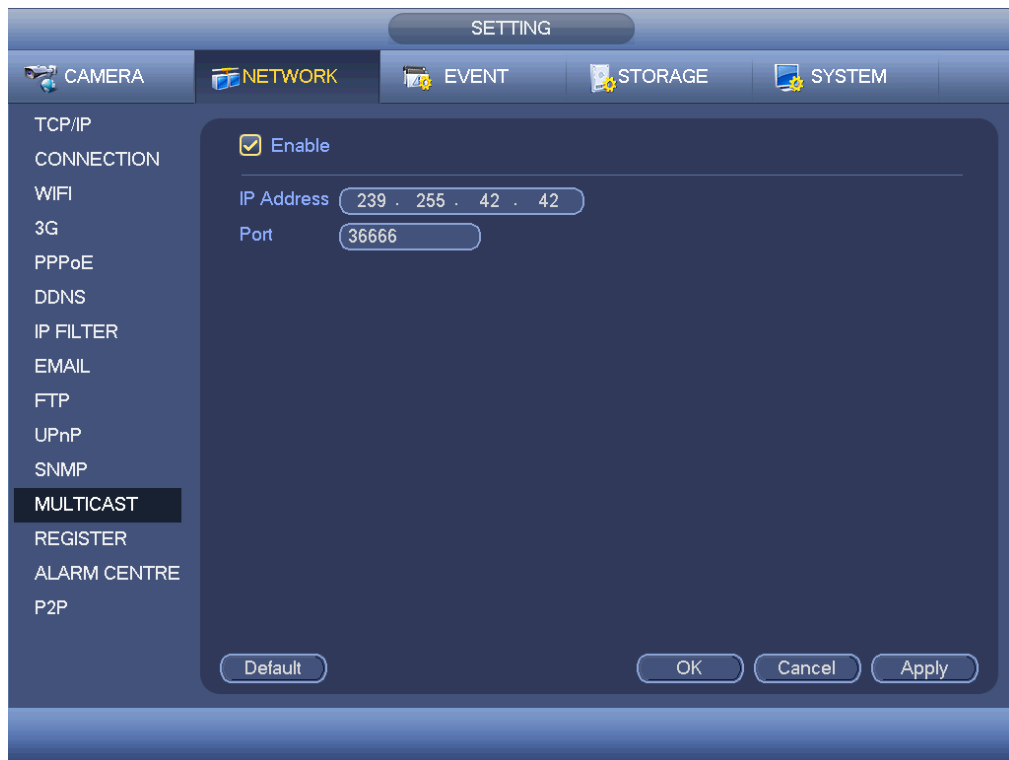 SETTING
CAMERA NETWORK EVENT STORAGE SYSTEM
TCP/IP
CONNECTION
WIFI
3G
PPPoE
DDNS
IP FILTER
EMAIL
FTP
UPnP
SNMP
MULTICAST
REGISTER
ALARM CENTRE
P2P
Enable
IP Address 239 . 255 . 42 . 42
Port 36666
Default OK Cancel Apply